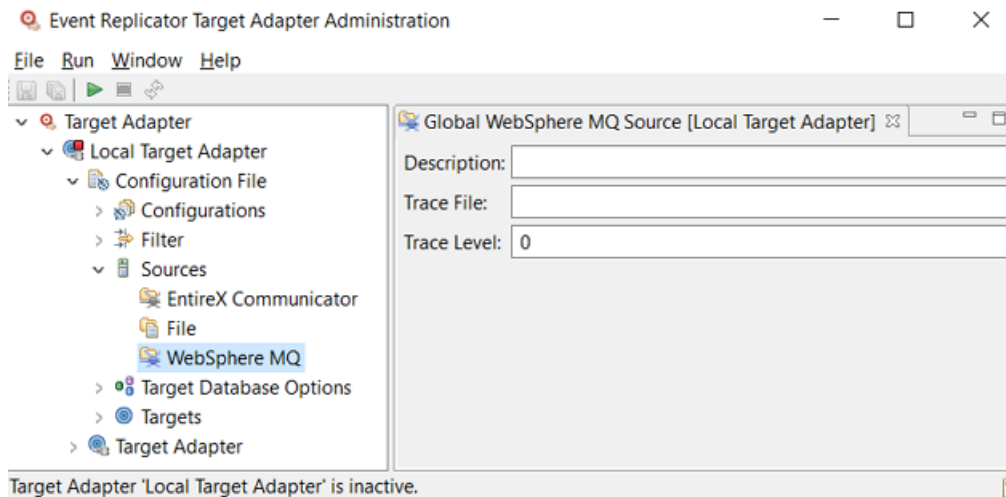 Event Replicator Target Adapter Administration
File Run Window Help
Target Adapter
Local Target Adapter
Configuration File
Configurations
Filter
Sources
EntireX Communicator
File
WebSphere MQ
Target Database Options
Targets
Target Adapter
Global WebSphere MQ Source [Local Target Adapter]
Description:
Trace File:
Trace Level: 0
Target Adapter 'Local Target Adapter' is inactive.